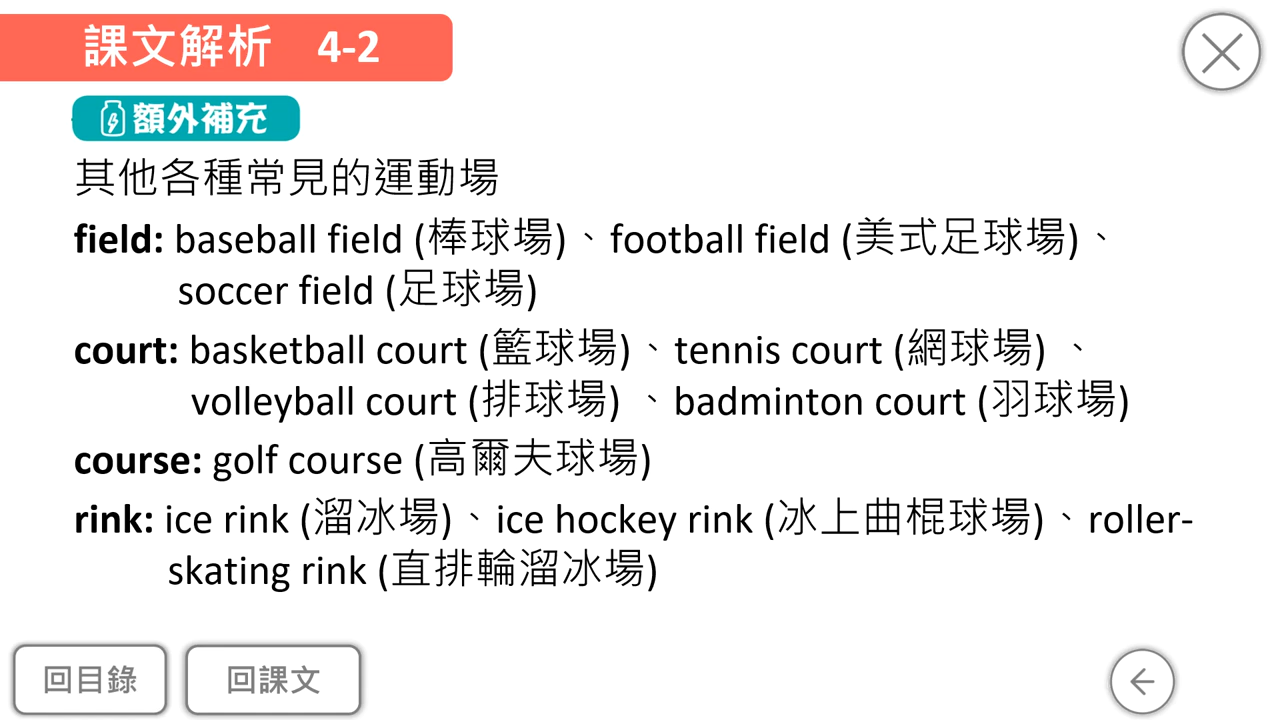 課文解析 4-2
額外補充
其他各種常見的運動場
field: baseball field (棒球場)、football field (美式足球場)、
soccer field (足球場)
court: basketball court (籃球場)、tennis court (網球場) 、
volleyball court (排球場) 、badminton court (羽球場)
course: golf course (高爾夫球場)
rink: ice rink (溜冰場)、ice hockey rink (冰上曲棍球場)、roller-
skating rink (直排輪溜冰場)
回目錄
回課文